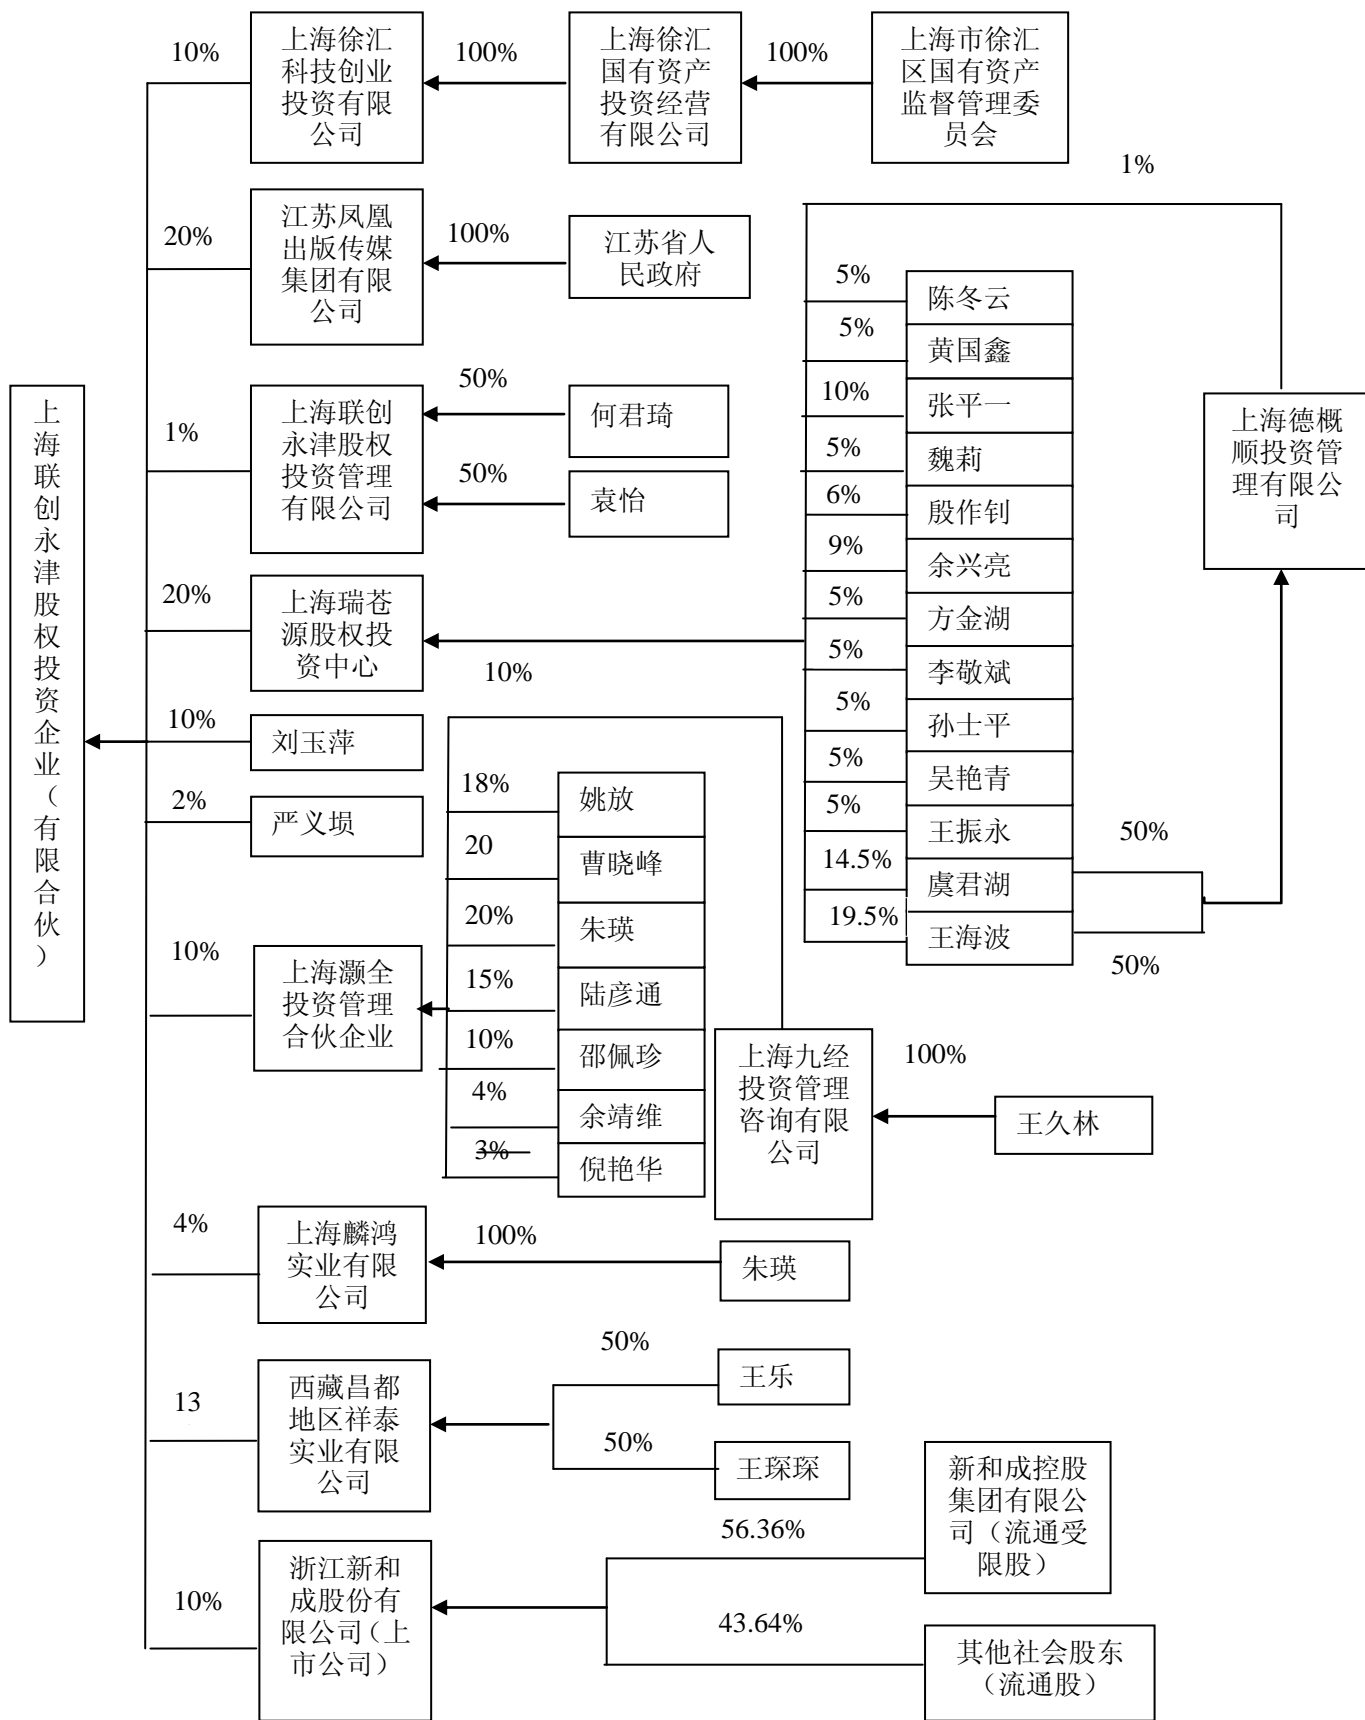 10%
上海徐汇
科技创业
投资有限
公司
100%
上海徐汇
国有资产
投资经营
有限公司
100%
上海市徐汇
区国有资产
监督管理委
员会
1%
20%
江苏凤凰
出版传媒
集团有限
公司
100%
江苏省人
民政府
上海联创永津股权投资企业（有限合伙）
1%
上海联创
永津股权
投资管理
有限公司
50%
何君琦
50%
袁怡
5%
陈冬云
5%
黄国鑫
10%
张平一
5%
魏莉
6%
殷作钊
9%
余兴亮
5%
方金湖
5%
李敬斌
5%
孙士平
5%
吴艳青
5%
王振永
14.5%
虞君湖
19.5%
王海波
50%
50%
上海德概
顺投资管
理有限公
司
20%
上海瑞苍
源股权投
资中心
10%
10%
刘玉萍
2%
严义埙
18%
姚放
20
曹晓峰
20%
朱瑛
15%
陆彦通
10%
邵佩珍
4%
余靖维
3%
倪艳华
10%
上海灏全
投资管理
合伙企业
上海九经
投资管理
咨询有限
公司
100%
王久林
4%
上海麟鸿
实业有限
公司
100%
朱瑛
13
西藏昌都
地区祥泰
实业有限
公司
50%
王乐
50%
王琛琛
10%
浙江新和
成股份有
限公司（上
市公司）
56.36%
新和成控股
集团有限公
司（流通受
限股）
43.64%
其他社会股东
（流通股）